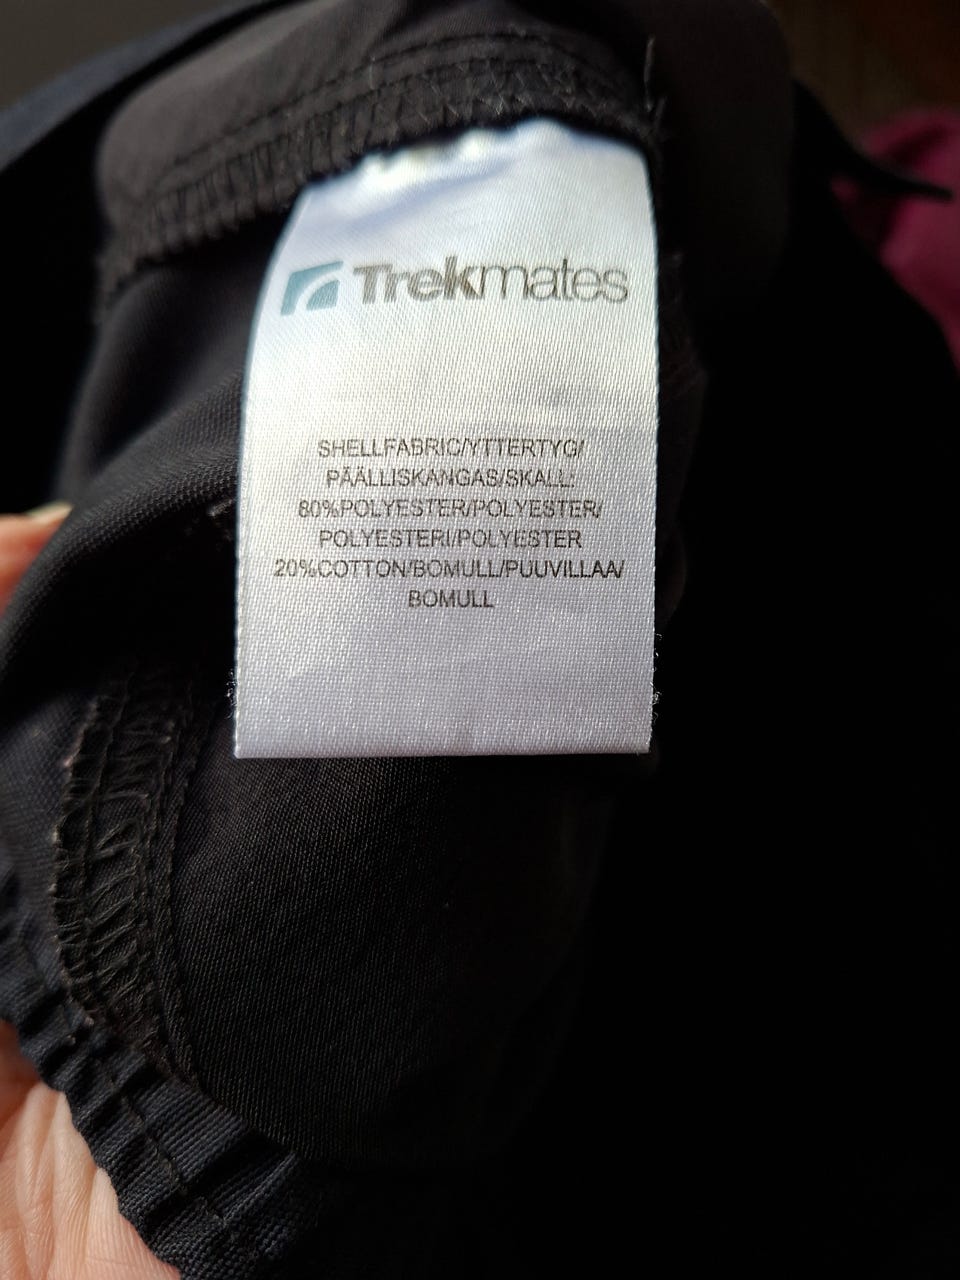 Trekmates
SHELLFABRIC/YTTERTYG/
PÄÄLLISKANGAS/SKALL:
80%POLYESTER/POLYESTER/
POLYESTERI/POLYESTER
20%COTTON/BOMULL/PUUVILLAA/
BOMULL